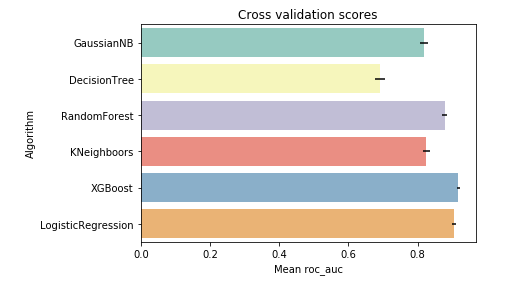 Cross validation scores
GaussianNB
DecisionTree
RandomForest
KNeighboors
XGBoost
LogisticRegression
Algorithm
0.0 0.2 0.4 0.6 0.8
Mean roc_auc